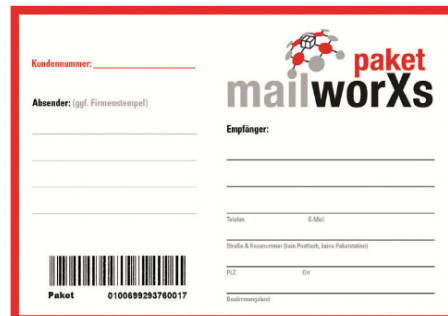 paket
mailworXs
Kundennummer:
Absender: (ggf. Firmenstempel)
Empfänger:
Telefon E-Mail
Straße & Hausnummer (kein Postfach, keine Paketstation)
PLZ Ort
Bestimmungsland
Paket 0100699293760017